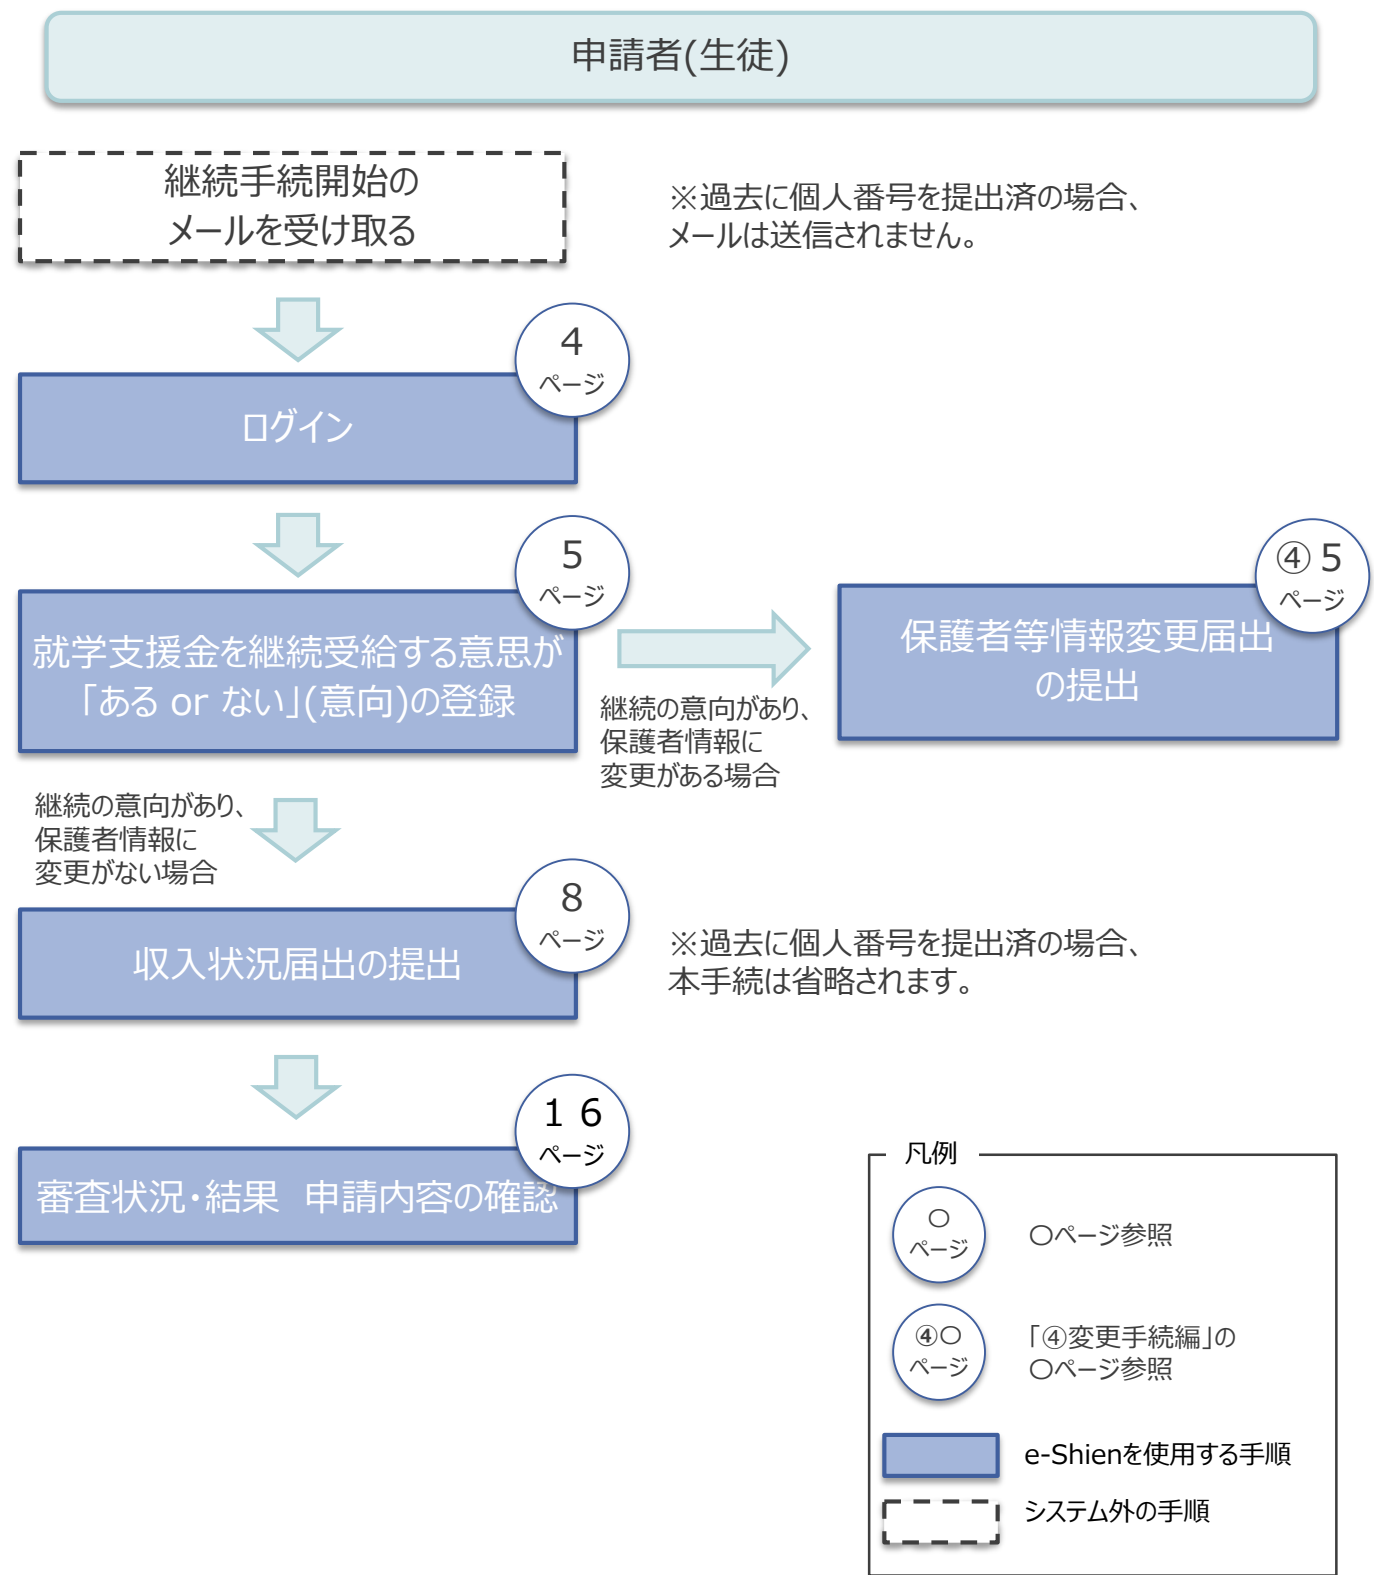 申請者(生徒)
継続手続開始の
メールを受け取る
※過去に個人番号を提出済の場合、
メールは送信されません。
4
ページ
ログイン
5
ページ
就学支援金を継続受給する意思が
「ある or ない」(意向)の登録
継続の意向があり、
保護者情報に
変更がある場合
④5
ページ
保護者等情報変更届出
の提出
継続の意向があり、
保護者情報に
変更がない場合
8
ページ
収入状況届出の提出
※過去に個人番号を提出済の場合、
本手続は省略されます。
16
ページ
審査状況・結果　申請内容の確認
凡例
〇
ページ
〇ページ参照
④〇
ページ
「④変更手続編」の
〇ページ参照
e-Shienを使用する手順
システム外の手順